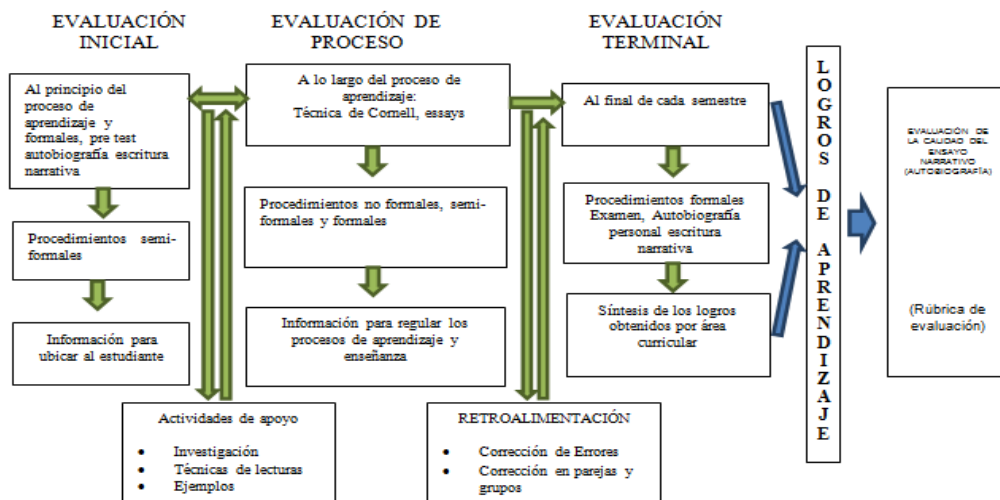 EVALUACIÓN
INICIAL
Al principio del
proceso de
aprendizaje y
formales, pre test
autobiografía escritura
narrativa
Procedimientos semi-
formales
Información para
ubicar al estudiante
EVALUACIÓN DE
PROCESO
A lo largo del proceso de
aprendizaje:
Técnica de Cornell, essays
Procedimientos no formales, semi-
formales y formales
Información para regular los
procesos de aprendizaje y
enseñanza
EVALUACIÓN
TERMINAL
Al final de cada semestre
Procedimientos formales
Examen, Autobiografía
personal escritura
narrativa
Síntesis de los logros
obtenidos por área
curricular
Actividades de apoyo
• Investigación
• Técnicas de lecturas
• Ejemplos
RETROALIMENTACIÓN
• Corrección de Errores
• Corrección en parejas y
grupos
LOGROS DE APRENDIZAJE
EVALUACIÓN DE
LA CALIDAD DEL
ENSAYO
NARRATIVO
(AUTOBIOGRAFÍA)
(Rúbrica de
evaluación)